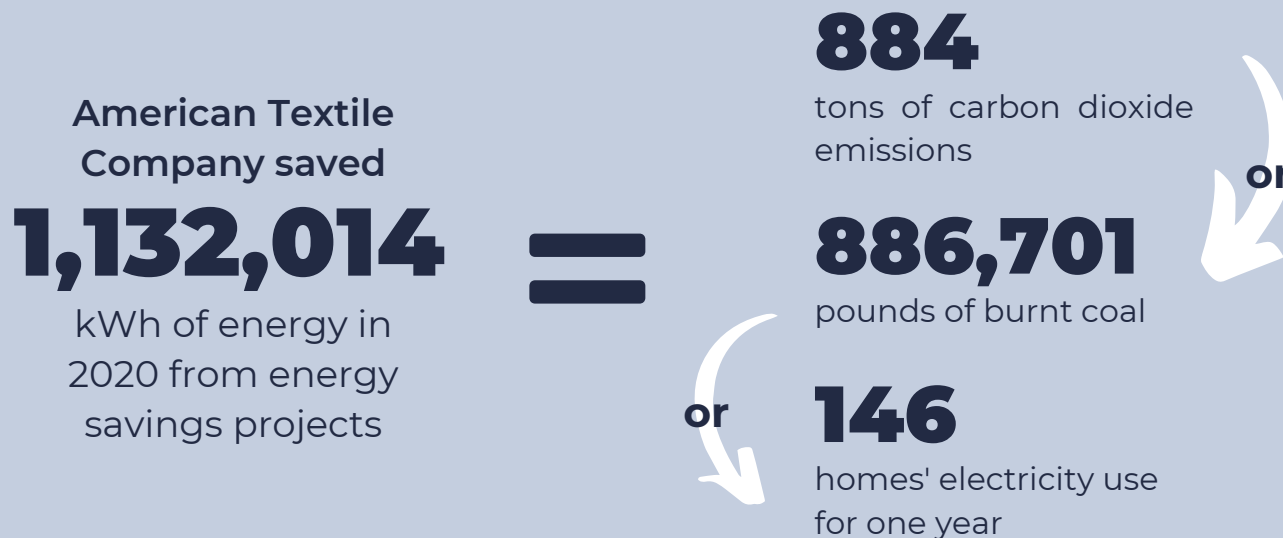 American Textile
Company saved
1,132,014
kWh of energy in
2020 from energy
savings projects
=
884
tons of carbon dioxide
emissions
or
886,701
pounds of burnt coal
or
146
homes' electricity use
for one year